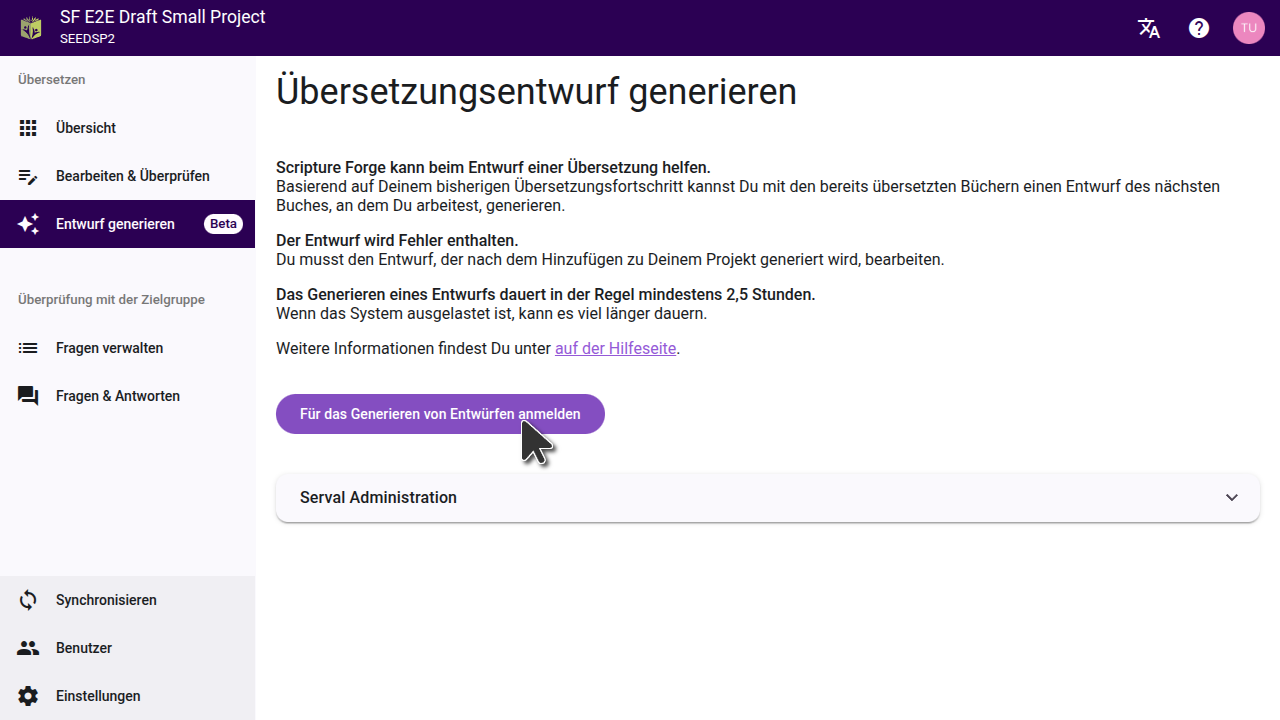 SF E2E Draft Small Project
SEEDSP2
TU
Übersetzen
Übersicht
Bearbeiten & Überprüfen
Entwurf generieren Beta
Überprüfung mit der Zielgruppe
Fragen verwalten
Fragen & Antworten
Synchronisieren
Benutzer
Einstellungen
Übersetzungsentwurf generieren
Scripture Forge kann beim Entwurf einer Übersetzung helfen.
Basierend auf Deinem bisherigen Übersetzungsfortschritt kannst Du mit den bereits übersetzten Büchern einen Entwurf des nächsten
Buches, an dem Du arbeitest, generieren.
Der Entwurf wird Fehler enthalten.
Du musst den Entwurf, der nach dem Hinzufügen zu Deinem Projekt generiert wird, bearbeiten.
Das Generieren eines Entwurfs dauert in der Regel mindestens 2,5 Stunden.
Wenn das System ausgelastet ist, kann es viel länger dauern.
Weitere Informationen findest Du unter auf der Hilfeseite.
Für das Generieren von Entwürfen anmelden
Serval Administration